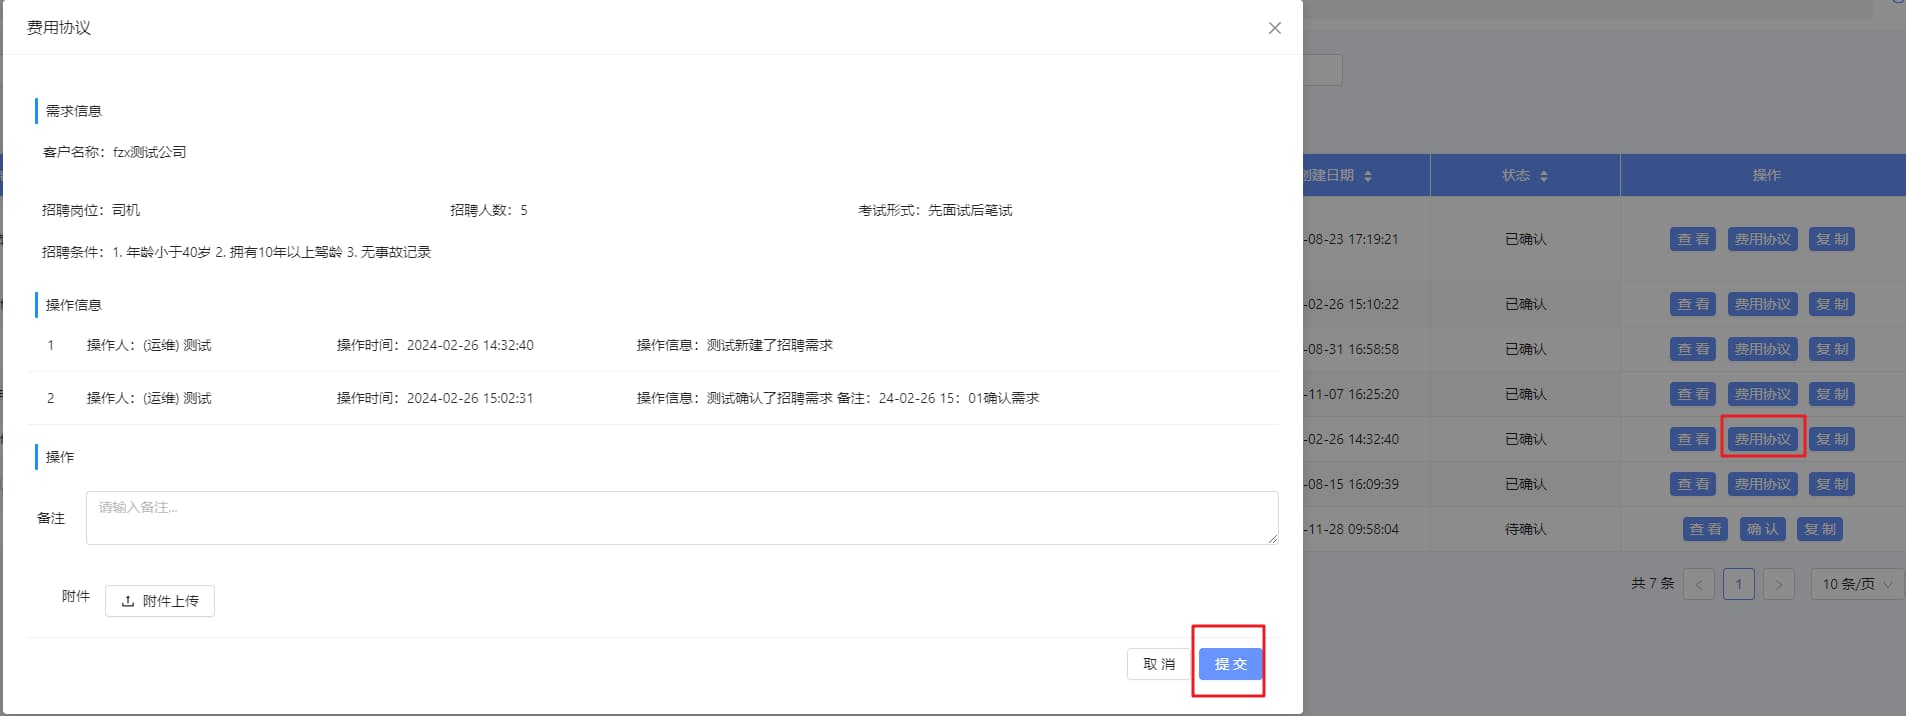 费用协议
需求信息
客户名称：fzx测试公司
招聘岗位：司机 招聘人数：5 考试形式：先面试后笔试
招聘条件：1. 年龄小于40岁 2. 拥有10年以上驾龄 3. 无事故记录
操作信息
1 操作人：(运维) 测试 操作时间：2024-02-26 14:32:40 操作信息：测试新建了招聘需求
2 操作人：(运维) 测试 操作时间：2024-02-26 15:02:31 操作信息：测试确认了招聘需求 备注：24-02-26 15：01确认需求
操作
备注 请输入备注...
附件 附件上传
取 消 提 交
创建日期 状态 操作
-08-23 17:19:21 已确认 查 看 费用协议 复 制
-02-26 15:10:22 已确认 查 看 费用协议 复 制
-08-31 16:58:58 已确认 查 看 费用协议 复 制
-11-07 16:25:20 已确认 查 看 费用协议 复 制
-02-26 14:32:40 已确认 查 看 费用协议 复 制
-08-15 16:09:39 已确认 查 看 费用协议 复 制
-11-28 09:58:04 待确认 查 看 确 认 复 制
共 7 条 < 1 > 10 条/页